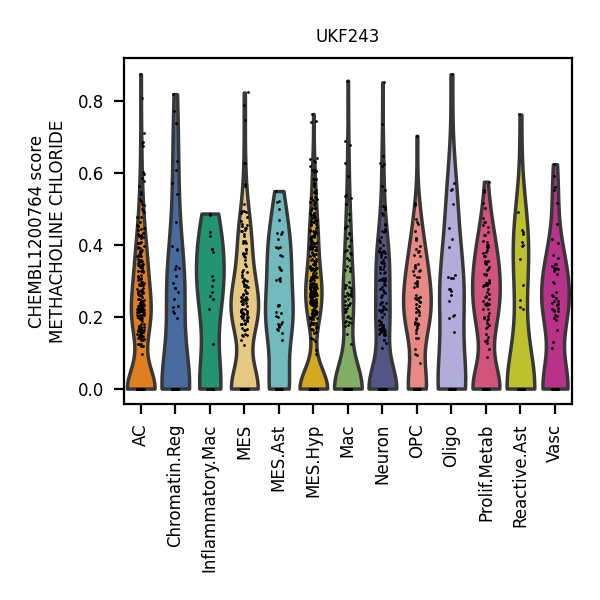 UKF243
CHEMBL1200764 score
METHACHOLINE CHLORIDE
0.8
0.6
0.4
0.2
0.0
AC
Chromatin.Reg
Inflammatory.Mac
MES
MES.Ast
MES.Hyp
Mac
Neuron
OPC
Oligo
Prolif.Metab
Reactive.Ast
Vasc